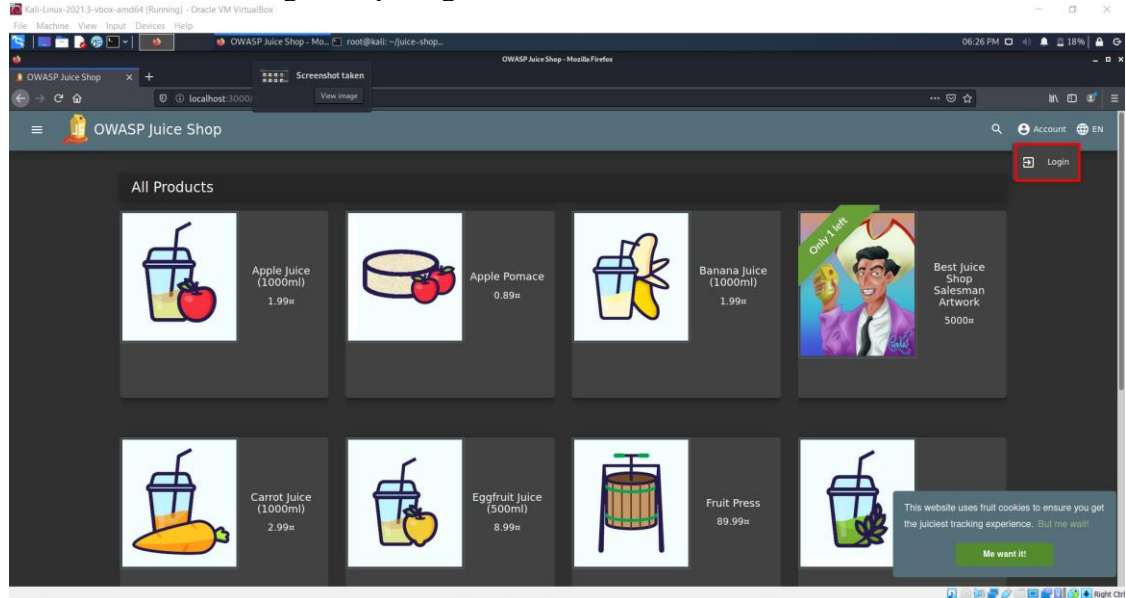 Kali-Linux-2021.3-vbox-amd64 [Running] - Oracle VM VirtualBox
File Machine View Input Devices Help
OWASP Juice Shop - Mo...
root@kali: ~/juice-shop...
06:26 PM
18%
OWASP Juice Shop - Mozilla Firefox
OWASP Juice Shop
Screenshot taken
View image
localhost:3000/
OWASP Juice Shop
Account
EN
Login
All Products
Only 1 left
Apple Juice
(1000ml)
1.99¤
Apple Pomace
0.89¤
Banana Juice
(1000ml)
1.99¤
Best Juice
Shop
Salesman
Artwork
5000¤
Carrot Juice
(1000ml)
2.99¤
Eggfruit Juice
(500ml)
8.99¤
Fruit Press
89.99¤
This website uses fruit cookies to ensure you get
the juiciest tracking experience. But me wait!
Me want it!
Right Ctrl